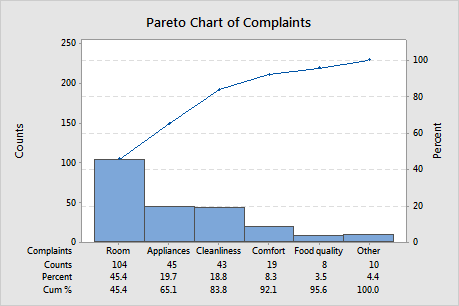 Pareto Chart of Complaints
250
200
150
100
50
0
Counts
100
80
60
40
20
0
Percent
Complaints Room Appliances Cleanliness Comfort Food quality Other
Counts 104 45 43 19 8 10
Percent 45.4 19.7 18.8 8.3 3.5 4.4
Cum % 45.4 65.1 83.8 92.1 95.6 100.0